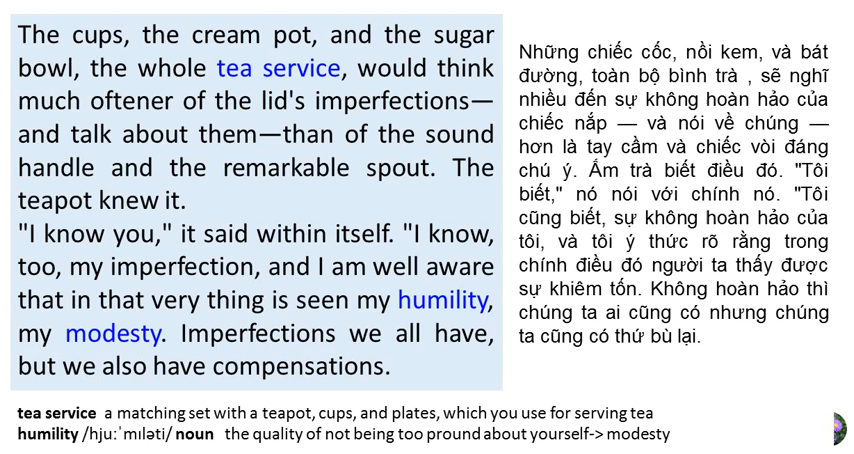 The cups, the cream pot, and the sugar
bowl, the whole tea service, would think
much oftener of the lid's imperfections—
and talk about them—than of the sound
handle and the remarkable spout. The
teapot knew it.
"I know you," it said within itself. "I know,
too, my imperfection, and I am well aware
that in that very thing is seen my humility,
my modesty. Imperfections we all have,
but we also have compensations.
Những chiếc cốc, nồi kem, và bát
đường, toàn bộ bình trà , sẽ nghĩ
nhiều đến sự không hoàn hảo của
chiếc nắp — và nói về chúng —
hơn là tay cầm và chiếc vòi đáng
chú ý. Ấm trà biết điều đó. "Tôi
biết," nó nói với chính nó. "Tôi
cũng biết, sự không hoàn hảo của
tôi, và tôi ý thức rõ rằng trong
chính điều đó người ta thấy được
sự khiêm tốn. Không hoàn hảo thì
chúng ta ai cũng có nhưng chúng
ta cũng có thứ bù lại.
tea service a matching set with a teapot, cups, and plates, which you use for serving tea
humility /hjuːˈmɪləti/ noun the quality of not being too pround about yourself-> modesty